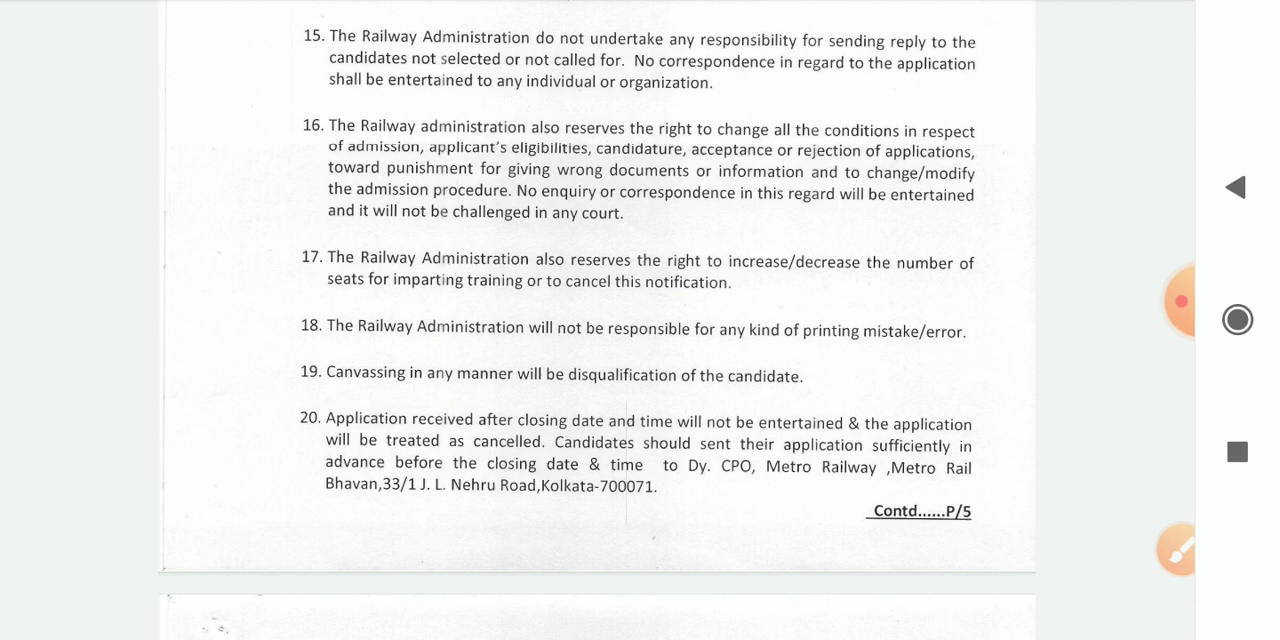 15. The Railway Administration do not undertake any responsibility for sending reply to the
candidates not selected or not called for. No correspondence in regard to the application
shall be entertained to any individual or organization.
16. The Railway administration also reserves the right to change all the conditions in respect
of admission, applicant's eligibilities, candidature, acceptance or rejection of applications,
toward punishment for giving wrong documents or information and to change/modify
the admission procedure. No enquiry or correspondence in this regard will be entertained
and it will not be challenged in any court.
17. The Railway Administration also reserves the right to increase/decrease the number of
seats for imparting training or to cancel this notification.
18. The Railway Administration will not be responsible for any kind of printing mistake/error.
19. Canvassing in any manner will be disqualification of the candidate.
20. Application received after closing date and time will not be entertained & the application
will be treated as cancelled. Candidates should sent their application sufficiently in
advance before the closing date & time to Dy. CPO, Metro Railway ,Metro Rail
Bhavan,33/1 J. L. Nehru Road,Kolkata-700071.
Contd......P/5